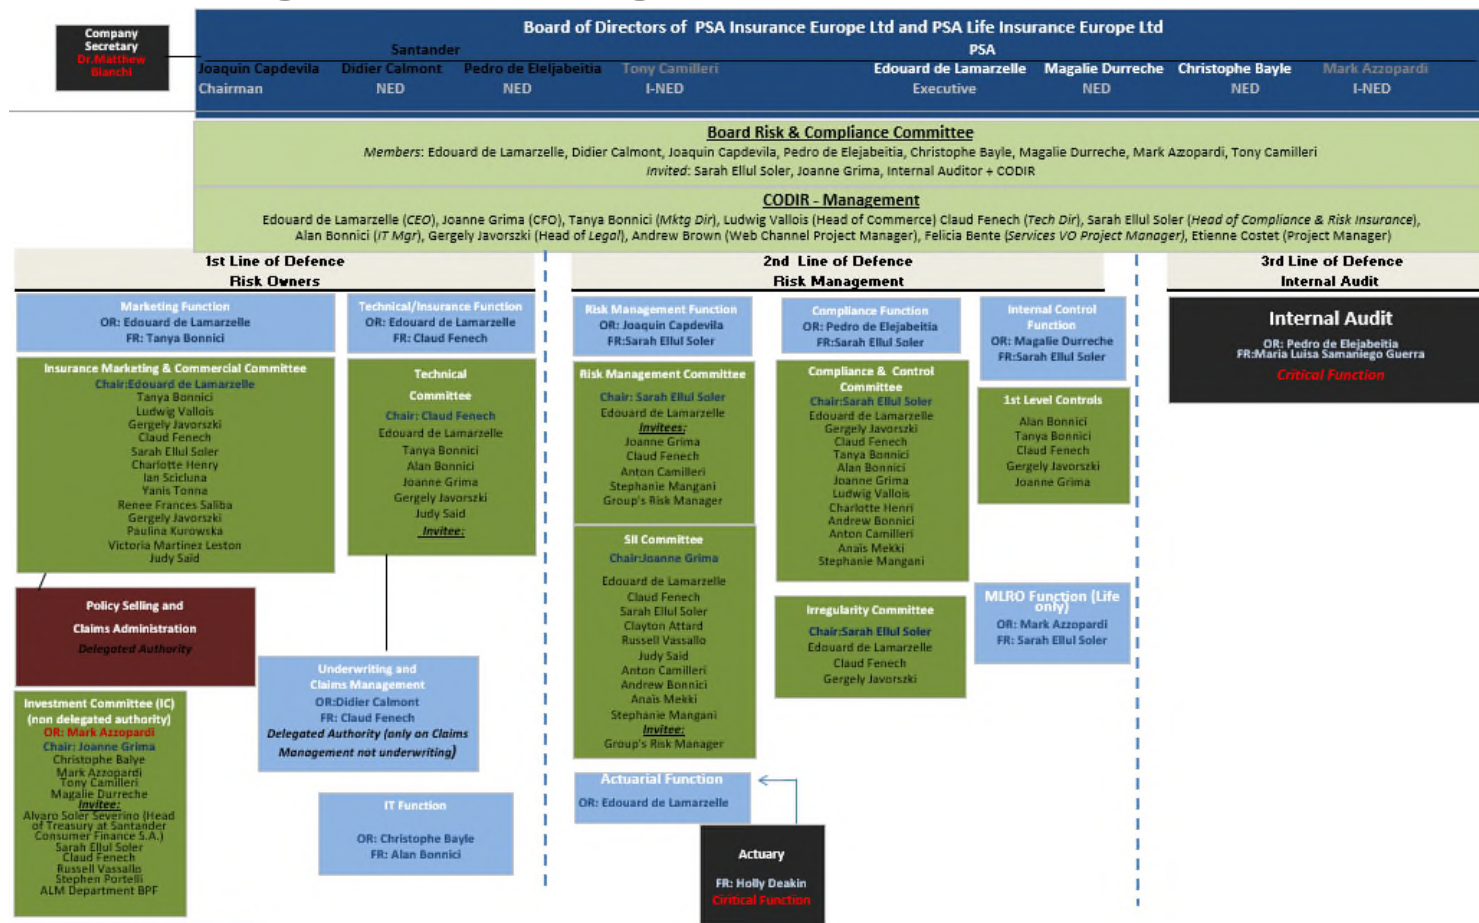 Company
Secretary
Dr.Matthew
Bianchi
Board of Directors of PSA Insurance Europe Ltd and PSA Life Insurance Europe Ltd
Santander
PSA
Joaquin Capdevila
Didier Calmont
Pedro de Eleljabeitia
Tony Camilleri
Edouard de Lamarzelle
Magalie Durreche
Christophe Bayle
Mark Azzopardi
Chairman
NED
NED
I-NED
Executive
NED
NED
I-NED
Board Risk & Compliance Committee
Members: Edouard de Lamarzelle, Didier Calmont, Joaquin Capdevila, Pedro de Elejabeitia, Christophe Bayle, Magalie Durreche, Mark Azzopardi, Tony Camilleri
Invited: Sarah Ellul Soler, Joanne Grima, Internal Auditor + CODIR
CODIR - Management
Edouard de Lamarzelle (CEO), Joanne Grima (CFO), Tanya Bonnici (Mktg Dir), Ludwig Vallois (Head of Commerce) Claud Fenech (Tech Dir), Sarah Ellul Soler (Head of Compliance & Risk Insurance),
Alan Bonnici (IT Mgr), Gergely Javorszki (Head of Legal), Andrew Brown (Web Channel Project Manager), Felicia Bente (Services VO Project Manager), Etienne Costet (Project Manager)
1st Line of Defence
Risk Owners
2nd Line of Defence
Risk Management
3rd Line of Defence
Internal Audit
Marketing Function
OR: Edouard de Lamarzelle
FR: Tanya Bonnici
Insurance Marketing & Commercial Committee
Chair:Edouard de Lamarzelle
Tanya Bonnici
Ludwig Vallois
Gergely Javorszki
Claud Fenech
Sarah Ellul Soler
Charlotte Henry
Ian Scicluna
Yanis Tonna
Renee Frances Saliba
Gergely Javorszki
Paulina Kurowska
Victoria Martinez Leston
Judy Said
Policy Selling and
Claims Administration
Delegated Authority
Investment Committee (IC)
(non delegated authority)
OR: Mark Azzopardi
Chair: Joanne Grima
Christophe Balye
Mark Azzopardi
Tony Camilleri
Magalie Durreche
Invitee:
Alvaro Soler Severino (Head
of Treasury at Santander
Consumer Finance S.A.)
Sarah Ellul Soler
Claud Fenech
Russell Vassallo
Stephen Portelli
ALM Department BPF
Technical/Insurance Function
OR: Edouard de Lamarzelle
FR: Claud Fenech
Technical
Committee
Chair: Claud Fenech
Edouard de Lamarzelle
Tanya Bonnici
Alan Bonnici
Joanne Grima
Gergely Javorszki
Judy Said
Invitee:
Underwriting and
Claims Management
OR:Didier Calmont
FR: Claud Fenech
Delegated Authority (only on Claims
Management not underwriting)
IT Function
OR: Christophe Bayle
FR: Alan Bonnici
Risk Management Function
OR: Joaquin Capdevila
FR:Sarah Ellul Soler
Risk Management Committee
Chair: Sarah Ellul Soler
Edouard de Lamarzelle
Invitees:
Joanne Grima
Claud Fenech
Anton Camilleri
Stephanie Mangani
Group's Risk Manager
SII Committee
Chair:Joanne Grima
Edouard de Lamarzelle
Claud Fenech
Sarah Ellul Soler
Clayton Attard
Russell Vassallo
Judy Said
Anton Camilleri
Andrew Bonnici
Anaïs Mekki
Stephanie Mangani
Invitee:
Group's Risk Manager
Actuarial Function
OR: Edouard de Lamarzelle
Actuary
FR: Holly Deakin
Ciritical Function
Compliance Function
OR: Pedro de Elejabeitia
FR:Sarah Ellul Soler
Compliance & Control
Committee
Chair:Sarah Ellul Soler
Edouard de Lamarzelle
Gergely Javorszki
Claud Fenech
Tanya Bonnici
Alan Bonnici
Joanne Grima
Ludwig Vallois
Charlotte Henri
Andrew Bonnici
Anton Camilleri
Anaïs Mekki
Stephanie Mangani
Irregularity Committee
Chair:Sarah Ellul Soler
Edouard de Lamarzelle
Claud Fenech
Gergely Javorszki
Internal Control
Function
OR: Magalie Durreche
FR:Sarah Ellul Soler
1st Level Controls
Alan Bonnici
Tanya Bonnici
Claud Fenech
Gergely Javorszki
Joanne Grima
MLRO Function (Life
only)
OR: Mark Azzopardi
FR: Sarah Ellul Soler
Internal Audit
OR: Pedro de Elejabeitia
FR:Maria Luisa Samaniego Guerra
Critical Function